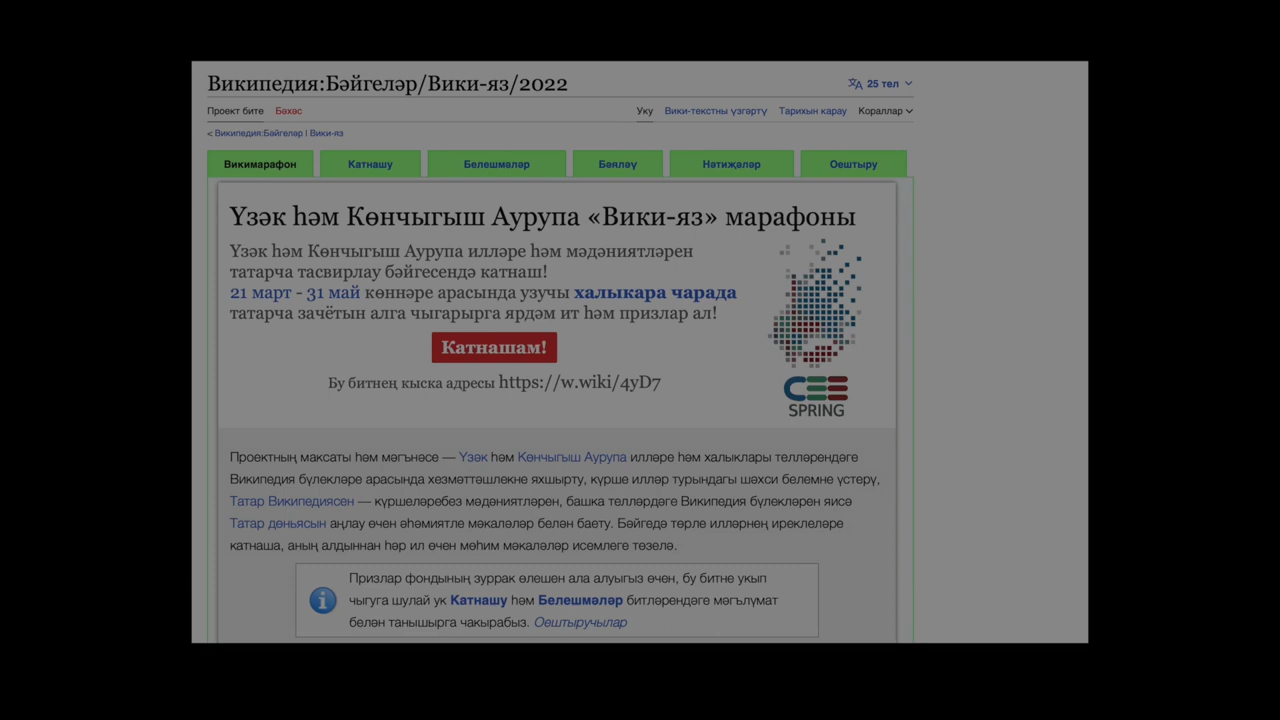 Википедия:Бәйгеләр/Вики-яз/2022
25 тел
Проект бите Бәхәс Уку Вики-текстны үзгәртү Тарихын карау Кораллар
< Википедия:Бәйгеләр | Вики-яз
Викимарафон Катнашу Белешмәләр Бәяләү Нәтиҗәләр Оештыру
Үзәк һәм Көнчыгыш Аурупа «Вики-яз» марафоны
Үзәк һәм Көнчыгыш Аурупа илләре һәм мәдәниятләрен
татарча тасвирлау бәйгесендә катнаш!
21 март - 31 май көннәре арасында узучы халыкара чарада
татарча зачётын алга чыгарырга ярдәм ит һәм призлар ал!
Катнашам!
Бу битнең кыска адресы https://w.wiki/4yD7
CEE
SPRING
Проектның максаты һәм мәгънәсе — Үзәк һәм Көнчыгыш Аурупа илләре һәм халыклары телләрендәге
Википедия бүлекләре арасында хезмәттәшлекне яхшырту, күрше илләр турындагы шәхси белемне үстерү,
Татар Википедиясен — күршеләребез мәдәниятләрен, башка телләрдәге Википедия бүлекләрен яисә
Татар дөньясын аңлау өчен әһәмиятле мәкаләләр белән баету. Бәйгедә төрле илләрнең иреклеләре
катнаша, аның алдыннан һәр ил өчен мөһим мәкаләләр исемлеге төзелә.
Призлар фондының зуррак өлешен ала алуыгыз өчен, бу битне укып
чыгуга шулай ук Катнашу һәм Белешмәләр битләрендәге мәгълүмат
белән танышырга чакырабыз. Оештыручылар